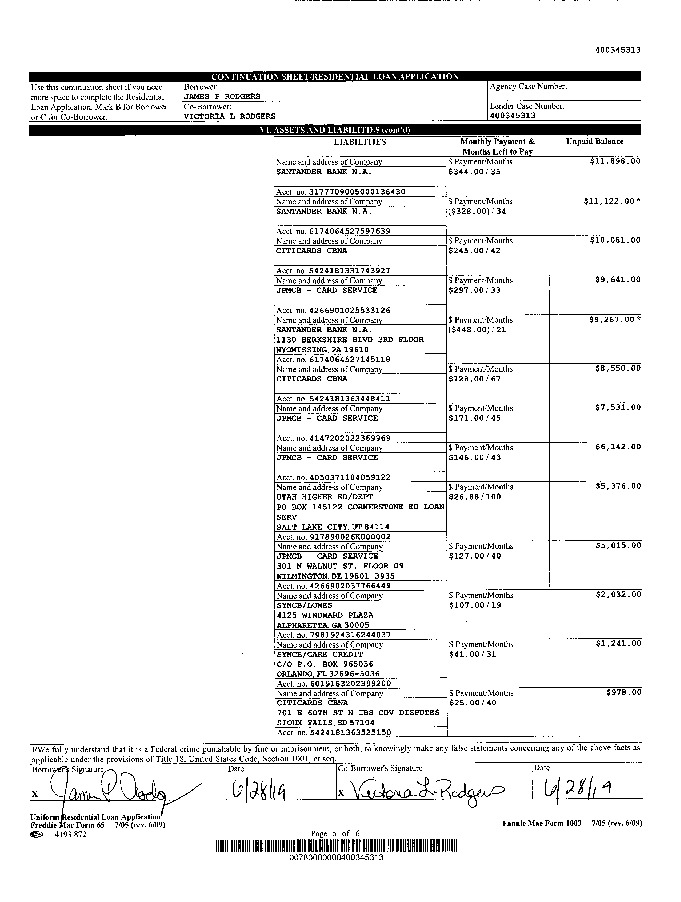 400345313
CONTINUATION SHEET/RESIDENTIAL LOAN APPLICATION
Use this continuation sheet if you need
more space to complete the Residential
Loan Application. Mark B for Borrower
or C for Co-Borrower.
Borrower:
JAMES P RODGERS
Co-Borrower:
VICTORIA L RODGERS
Agency Case Number:
Lender Case Number:
400345313
VI. ASSETS AND LIABILITIES (cont'd)
LIABILITIES Monthly Payment & Unpaid Balance
Months Left to Pay
Name and address of Company $ Payment/Months $11,898.00
SANTANDER BANK N.A. $344.00/35
Acct. no. 3177709005000136430
Name and address of Company $ Payment/Months $11,122.00*
SANTANDER BANK N.A. ($328.00)/34
Acct. no. 6174064527597639
Name and address of Company $ Payment/Months $10,061.00
CITICARDS CBNA $245.00/42
Acct. no. 5424181331743927
Name and address of Company $ Payment/Months $9,641.00
JPMCB - CARD SERVICE $297.00/33
Acct. no. 4266901025533126
Name and address of Company $ Payment/Months $9,267.00*
SANTANDER BANK N.A. ($448.00)/21
1130 BERKSHIRE BLVD 3RD FLOOR
WYOMISSING, PA 19610
Acct. no. 6174064527145118
Name and address of Company $ Payment/Months $8,550.00
CITICARDS CBNA $128.00/67
Acct. no. 5424181363448411
Name and address of Company $ Payment/Months $7,531.00
JPMCB - CARD SERVICE $171.00/45
Acct. no. 4147202022369969
Name and address of Company $ Payment/Months $6,142.00
JPMCB - CARD SERVICE $146.00/43
Acct. no. 4050371104059122
Name and address of Company $ Payment/Months $5,376.00
UTAH HIGHER ED/DEPT $26.88/100
PO BOX 145122 CORNERSTONE ED LOAN
SERV
SALT LAKE CITY, UT 84114
Acct. no. 917890026K000002
Name and address of Company $ Payment/Months $5,015.00
JPMCB - CARD SERVICE $127.00/40
301 N WALNUT ST. FLOOR 09
WILMINGTON, DE 19801-3935
Acct. no. 4266902037766449
Name and address of Company $ Payment/Months $2,032.00
SYNCB/LOWES $107.00/19
4125 WINDWARD PLAZA
ALPHARETTA, GA 30005
Acct. no. 7981924316244037
Name and address of Company $ Payment/Months $1,241.00
SYNCB/CARE CREDIT $41.00/31
C/O P.O. BOX 965036
ORLANDO, FL 32896-5036
Acct. no. 6019183202399200
Name and address of Company $ Payment/Months $978.00
CITICARDS CBNA $25.00/40
701 E 60TH ST N IBS CDV DISPUTES
SIOUX FALLS, SD 57104
Acct. no. 5424181363525150
I/We fully understand that it is a Federal crime punishable by fine or imprisonment, or both, to knowingly make any false statements concerning any of the above facts as
applicable under the provisions of Title 18, United States Code, Section 1001, et seq.
Borrower's Signature Date Co-Borrower's Signature Date
X 6/28/19 X Victoria L Rodgers 6/28/19
Uniform Residential Loan Application
Freddie Mac Form 65 7/05 (rev. 6/09) Fannie Mae Form 1003 7/05 (rev. 6/09)
4193 872 Page 5 of 6